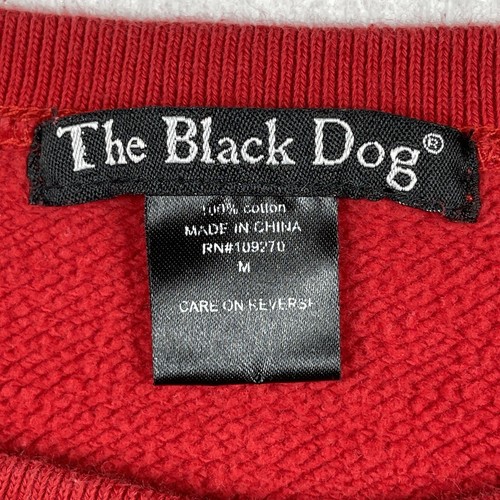 The Black Dog®
100% cotton
MADE IN CHINA
RN#109270
M
CARE ON REVERSE